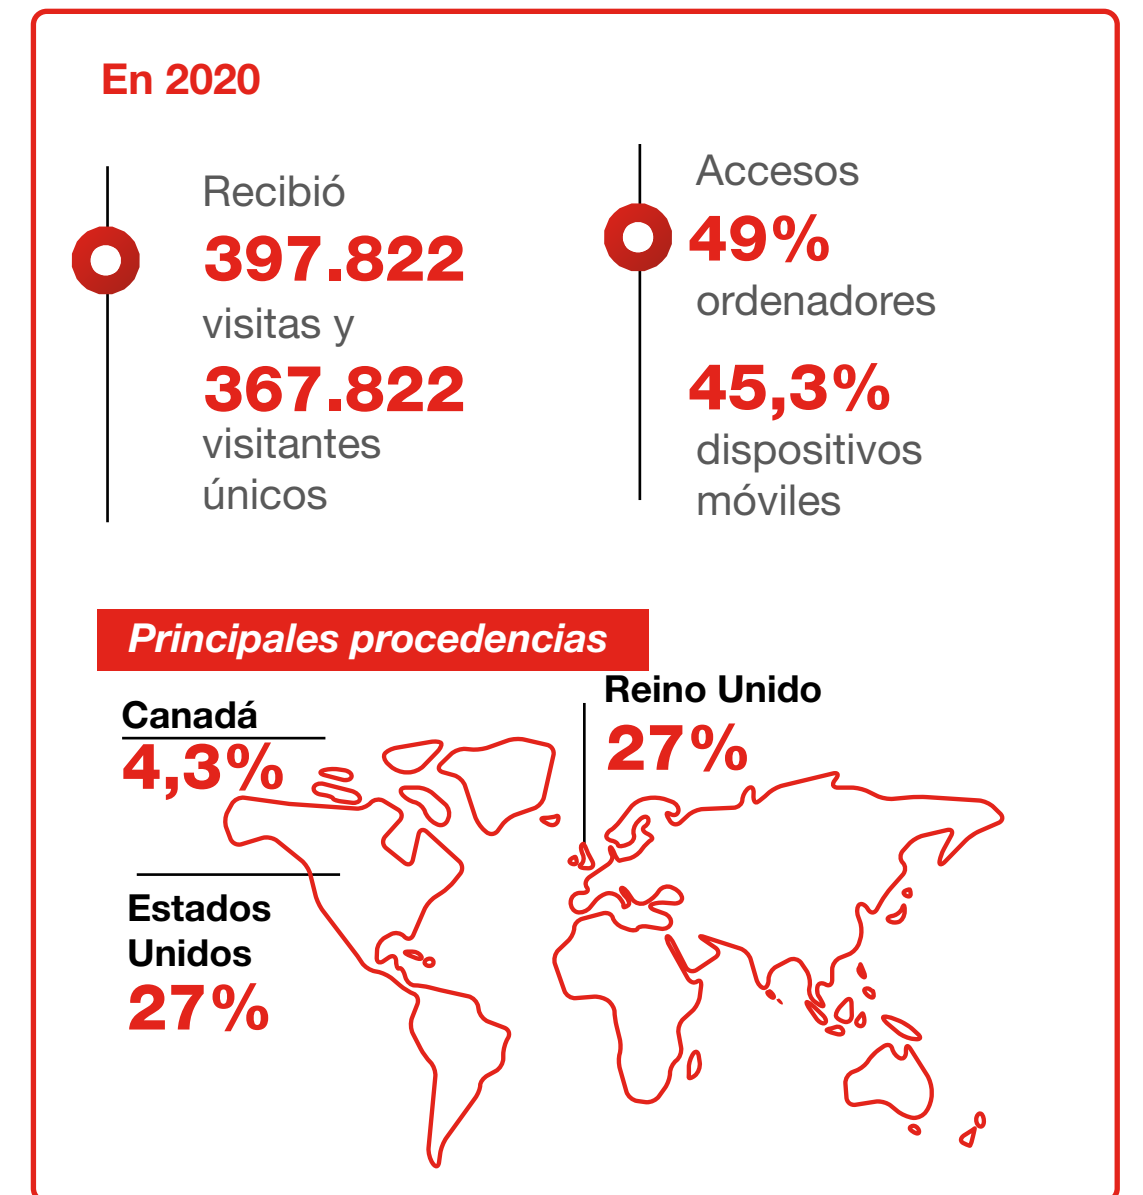 En 2020
Recibió
397.822
visitas y
367.822
visitantes
únicos
Accesos
49%
ordenadores
45,3%
dispositivos
móviles
Principales procedencias
Canadá
4,3%
Reino Unido
27%
Estados
Unidos
27%